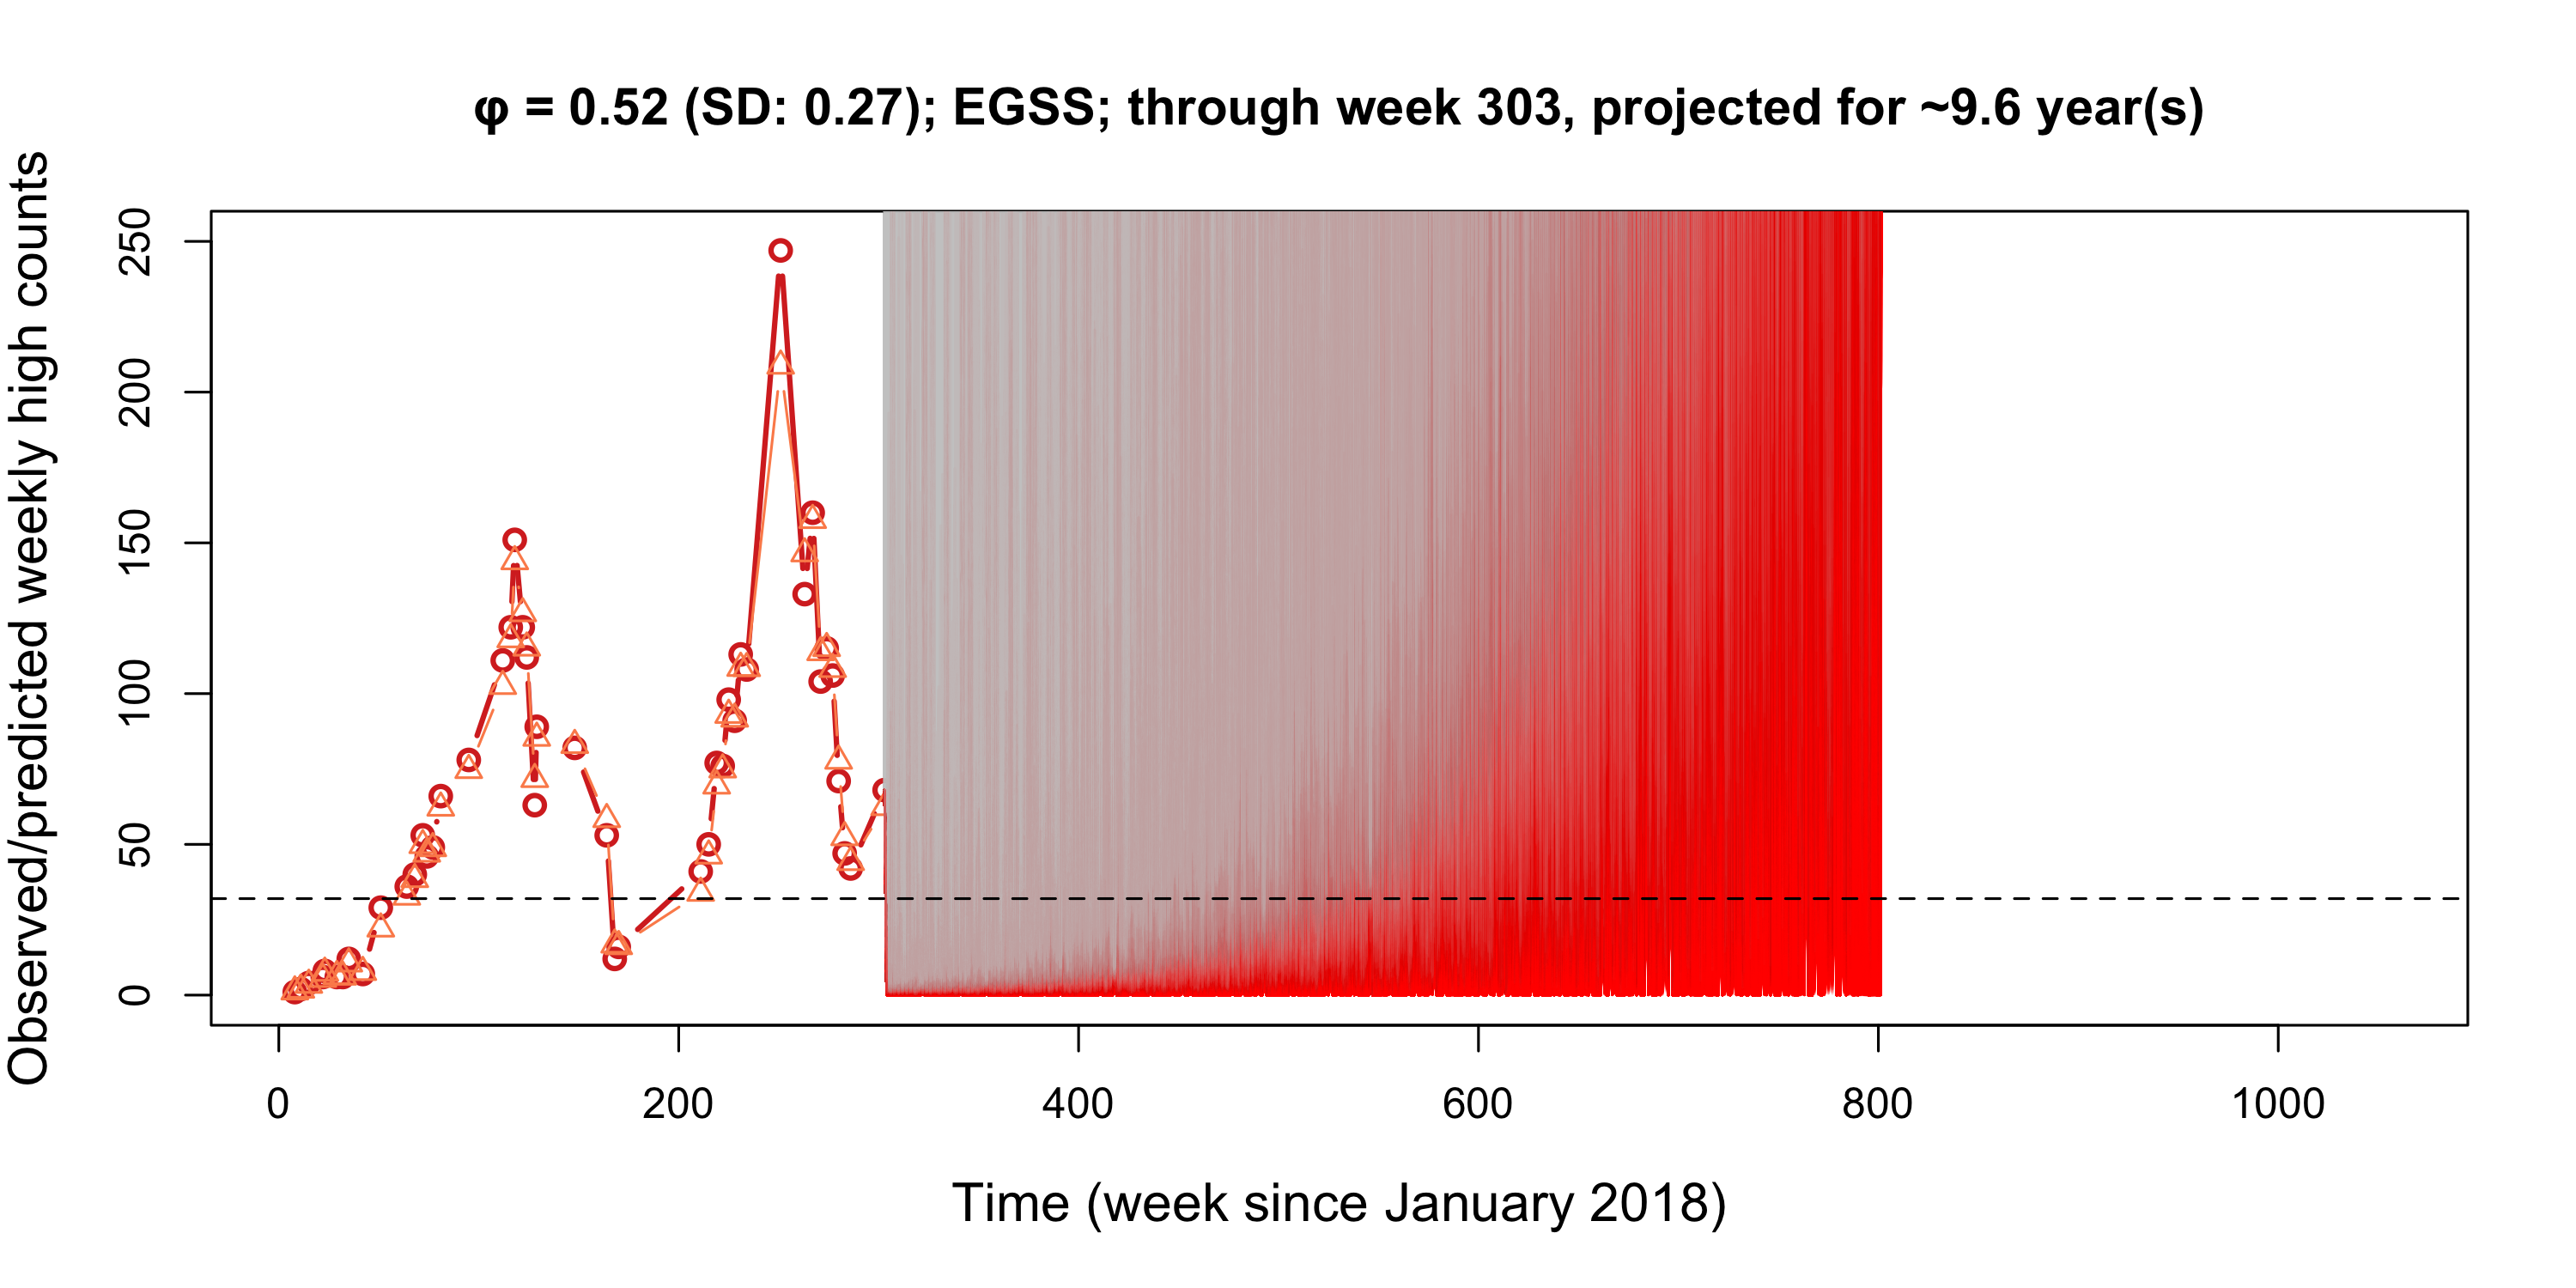 φ = 0.52 (SD: 0.27); EGSS; through week 303, projected for ~9.6 year(s)
Observed/predicted weekly high counts
250
200
150
100
50
0
0 200 400 600 800 1000
Time (week since January 2018)